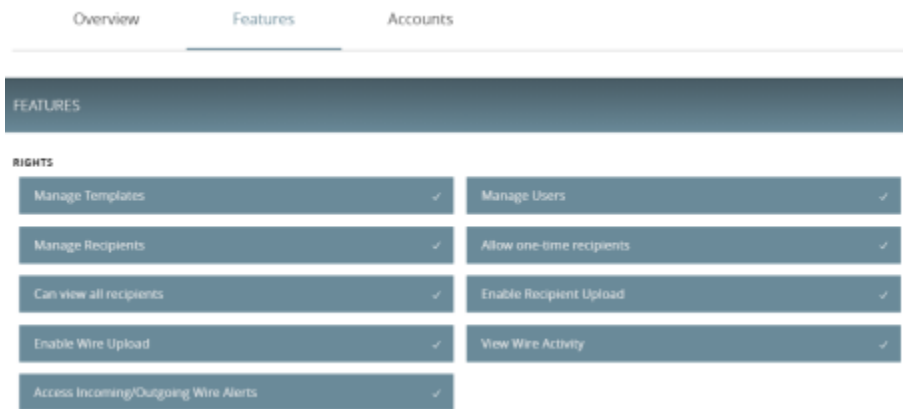 Overview Features Accounts
FEATURES
RIGHTS
Manage Templates Manage Users
Manage Recipients Allow one-time recipients
Can view all recipients Enable Recipient Upload
Enable Wire Upload View Wire Activity
Access Incoming/Outgoing Wire Alerts